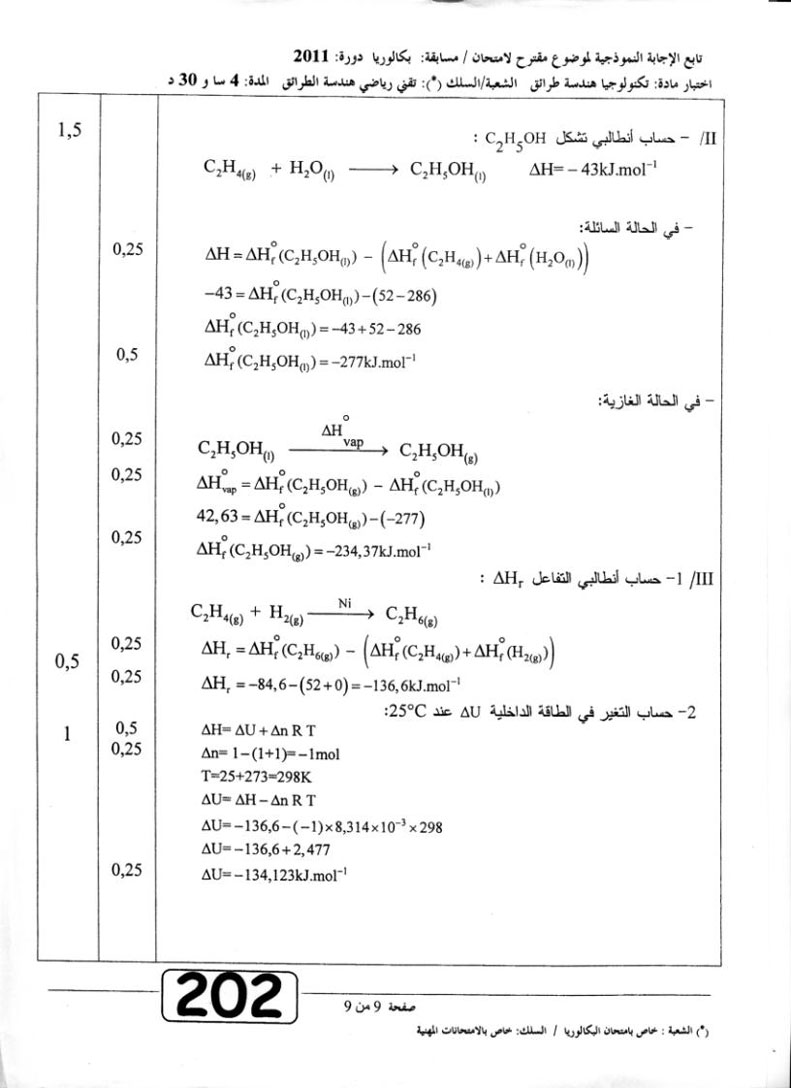 تابع الإجابة النموذجية لموضوع مقترح لامتحان / مسابقة: بكالوريا دورة: 2011
اختبار مادة: تكنولوجيا هندسة طرائق الشعبة/السلك (*): تقني رياضي هندسة الطرائق المدة: 4 سا و 30 د
1,5
II/ – حساب أنطالبي تشكل C₂H₅OH :
C₂H₄(g) + H₂O(l) ⟶ C₂H₅OH(l) ΔH= – 43kJ.mol⁻¹
– في الحالة السائلة:
0,25 ΔH = ΔH°f (C₂H₅OH(l)) – (ΔH°f (C₂H₄(g)) + ΔH°f (H₂O(l)))
–43 = ΔH°f (C₂H₅OH(l)) – (52 – 286)
ΔH°f (C₂H₅OH(l)) = –43 + 52 – 286
0,5 ΔH°f (C₂H₅OH(l)) = –277kJ.mol⁻¹
– في الحالة الغازية:
0,25 C₂H₅OH(l) ⟶ ΔH°vap C₂H₅OH(g)
0,25 ΔH°vap = ΔH°f (C₂H₅OH(g)) – ΔH°f (C₂H₅OH(l))
42,63 = ΔH°f (C₂H₅OH(g)) – (–277)
0,25 ΔH°f (C₂H₅OH(g)) = –234,37kJ.mol⁻¹
III/ 1– حساب أنطالبي التفاعل ΔHr :
C₂H₄(g) + H₂(g) ⟶ Ni C₂H₆(g)
0,5 0,25 ΔHr = ΔH°f (C₂H₆(g)) – (ΔH°f (C₂H₄(g)) + ΔH°f (H₂(g)))
0,25 ΔHr = –84,6 – (52 + 0) = –136,6kJ.mol⁻¹
2– حساب التغير في الطاقة الداخلية ΔU عند 25°C:
1 0,5 ΔH= ΔU + Δn R T
0,25 Δn= 1–(1+1)= –1mol
T=25+273=298K
ΔU= ΔH – Δn R T
ΔU= –136,6 – (–1)×8,314×10⁻³ × 298
ΔU= –136,6 + 2,477
0,25 ΔU= –134,123kJ.mol⁻¹
202
صفحة 9 من 9
(*) الشعبة : خاص بامتحان البكالوريا / السلك: خاص بالامتحانات المهنية